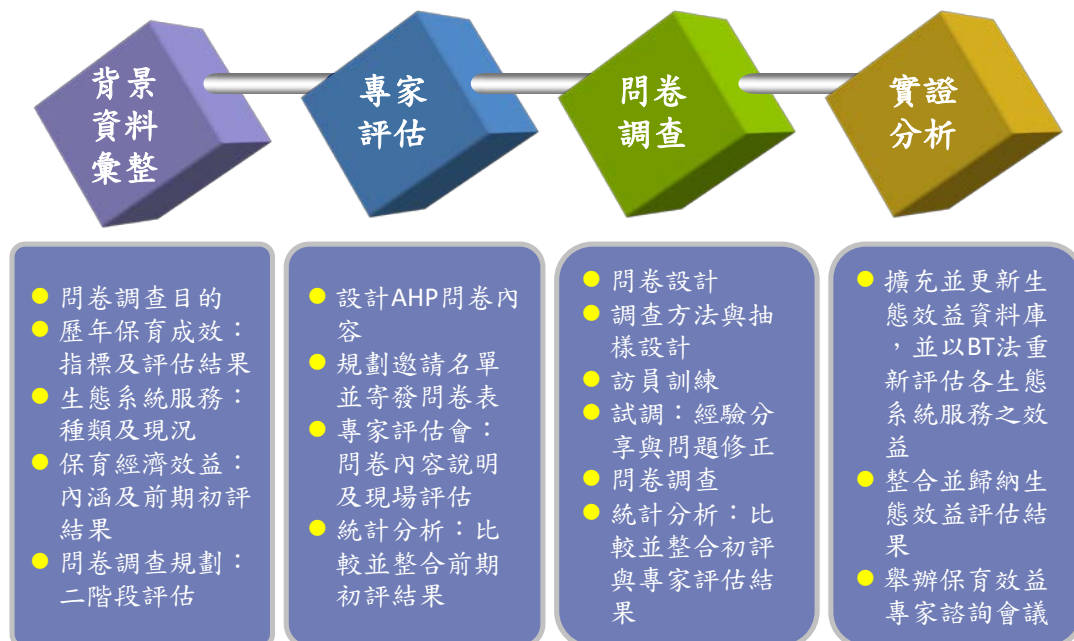 背景
資料
彙整
專家
評估
問卷
調查
實證
分析
問卷調查目的
歷年保育成效：
指標及評估結果
生態系統服務：
種類及現況
保育經濟效益：
內涵及前期初評
結果
問卷調查規劃：
二階段評估
設計AHP問卷內
容
規劃邀請名單
並寄發問卷表
專家評估會：
問卷內容說明
及現場評估
統計分析：比
較並整合前期
初評結果
問卷設計
調查方法與抽
樣設計
訪員訓練
試調：經驗分
享與問題修正
問卷調查
統計分析：比
較並整合初評
與專家評估結
果
擴充並更新生
態效益資料庫
，並以BT法重
新評估各生態
系統服務之效
益
整合並歸納生
態效益評估結
果
舉辦保育效益
專家諮詢會議